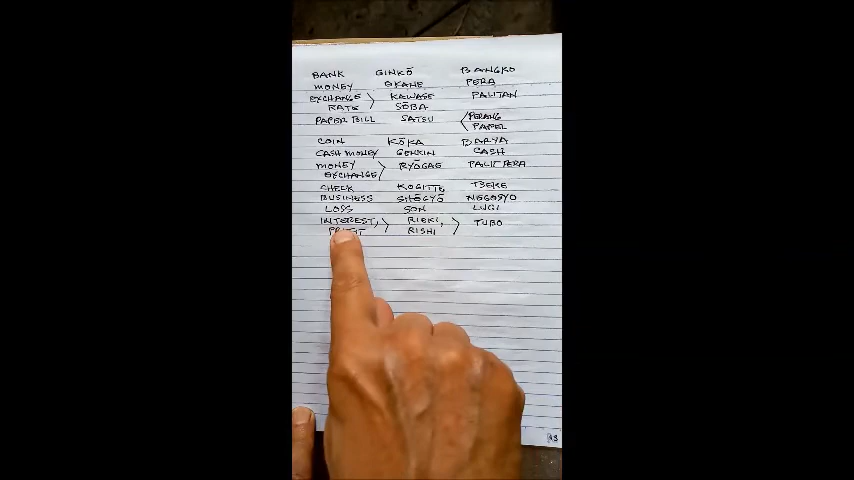 BANK GINKŌ BANGKO
MONEY OKANE PERA
EXCHANGE RATE > KAWASE SŌBA PALITAN
PAPER BILL SATSU < PERANG PAPEL
COIN KŌKA BARYA
CASH MONEY GENKIN CASH
MONEY EXCHANGE > RYŌGAE PALIT PERA
CHECK KOGITTE TSEKE
BUSINESS SHŌGYŌ NEGOSYO
LOSS SON LUGI
INTEREST, > RIEKI, RISHI > TUBO